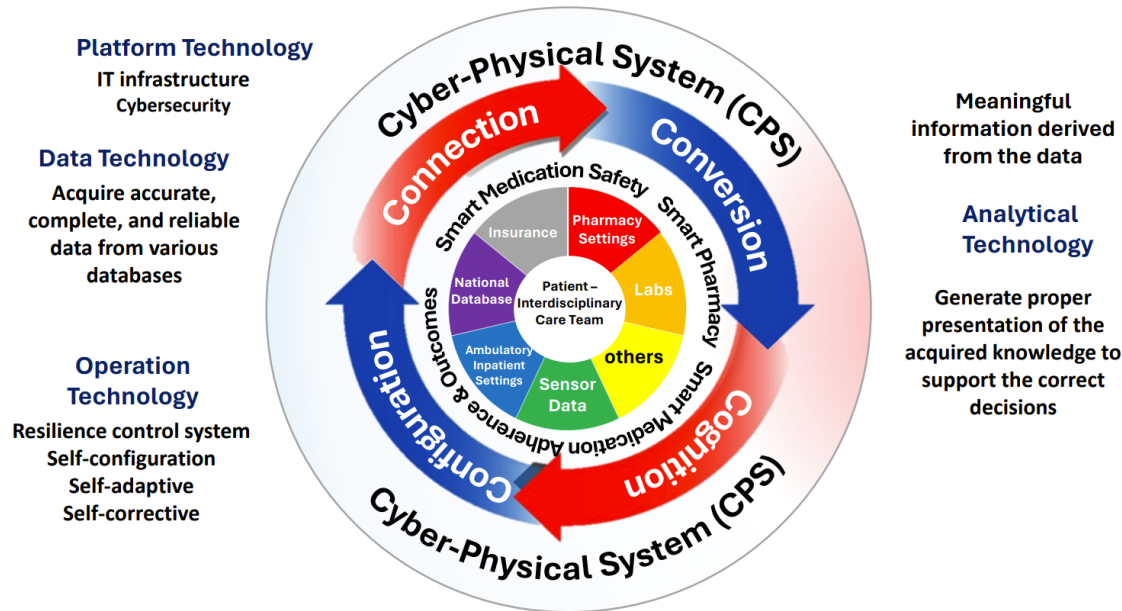 Platform Technology
IT infrastructure
Cybersecurity
Data Technology
Acquire accurate,
complete, and reliable
data from various
databases
Operation
Technology
Resilience control system
Self-configuration
Self-adaptive
Self-corrective
Cyber-Physical System (CPS)
Connection
Conversion
Cognition
Configuration
Smart Medication Safety
Smart Pharmacy
Smart Medication Adherence & Outcomes
Insurance
Pharmacy
Settings
Labs
others
Sensor
Data
Ambulatory
Inpatient
Settings
National
Database
Patient –
Interdisciplinary
Care Team
Cyber-Physical System (CPS)
Meaningful
information derived
from the data
Analytical
Technology
Generate proper
presentation of the
acquired knowledge to
support the correct
decisions